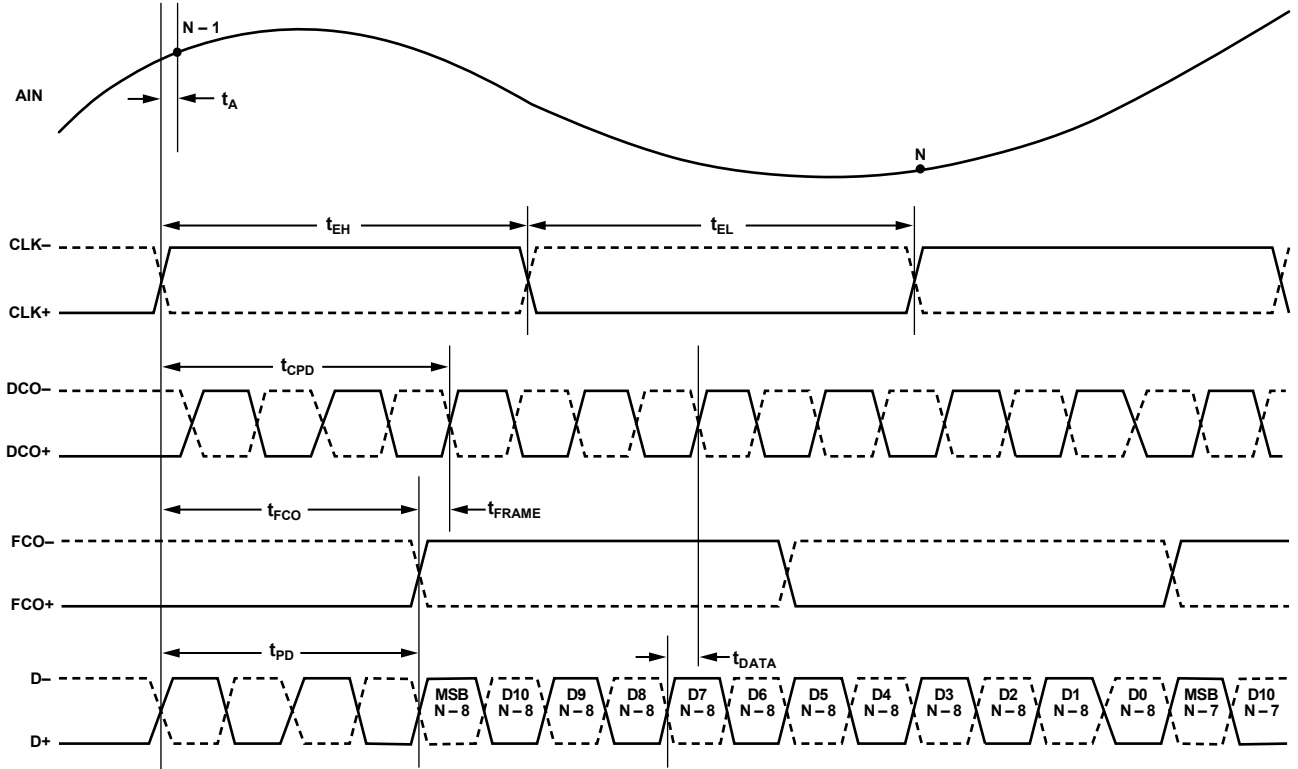 N – 1
AIN
tA
N
tEH
tEL
CLK–
CLK+
tCPD
DCO–
DCO+
tFCO
tFRAME
FCO–
FCO+
tPD
tDATA
D–
MSB D10 D9 D8 D7 D6 D5 D4 D3 D2 D1 D0 MSB D10
N – 8 N – 8 N – 8 N – 8 N – 8 N – 8 N – 8 N – 8 N – 8 N – 8 N – 8 N – 8 N – 7 N – 7
D+